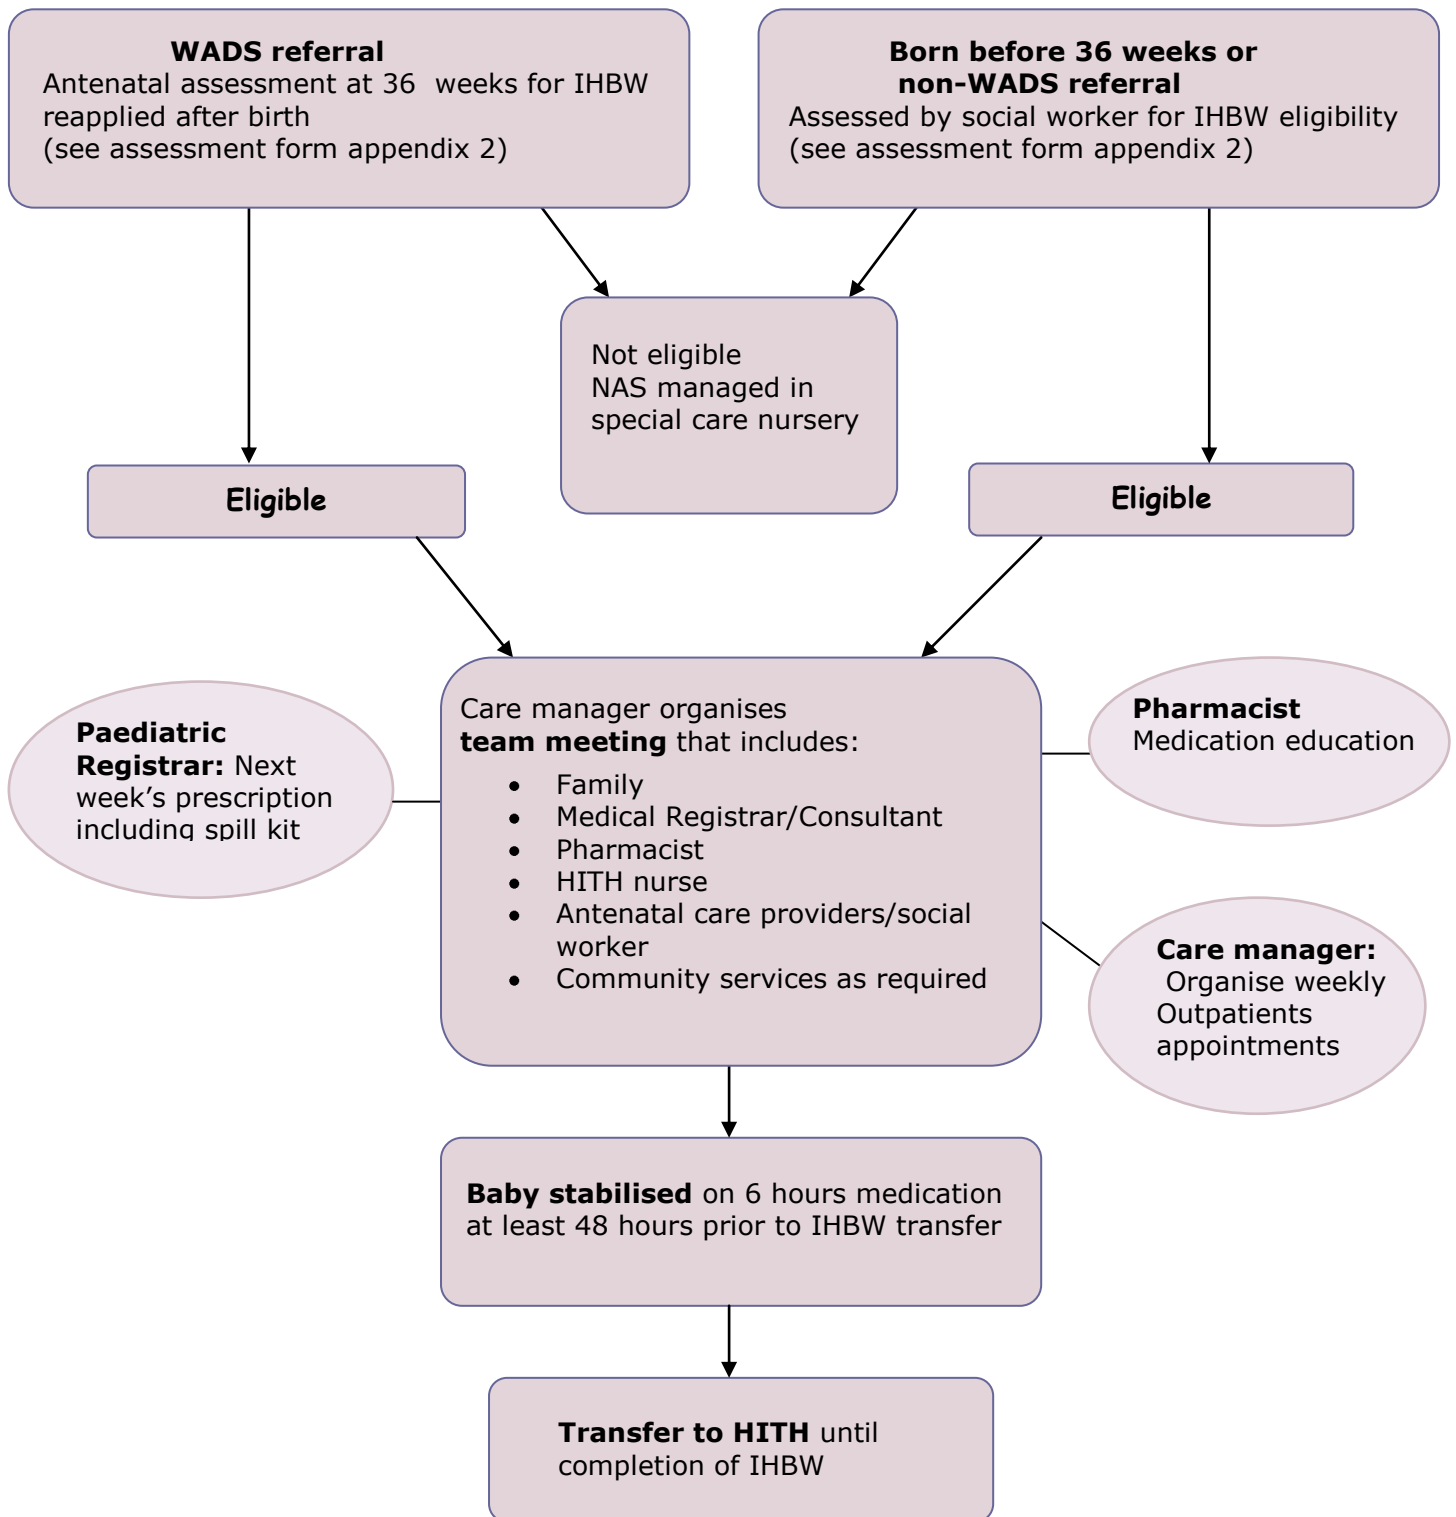 WADS referral
Antenatal assessment at 36 weeks for IHBW
reapplied after birth
(see assessment form appendix 2)
Born before 36 weeks or
non-WADS referral
Assessed by social worker for IHBW eligibility
(see assessment form appendix 2)
Not eligible
NAS managed in
special care nursery
Eligible
Eligible
Care manager organises
team meeting that includes:
• Family
• Medical Registrar/Consultant
• Pharmacist
• HITH nurse
• Antenatal care providers/social
worker
• Community services as required
Paediatric
Registrar: Next
week's prescription
including spill kit
Pharmacist
Medication education
Care manager:
Organise weekly
Outpatients
appointments
Baby stabilised on 6 hours medication
at least 48 hours prior to IHBW transfer
Transfer to HITH until
completion of IHBW